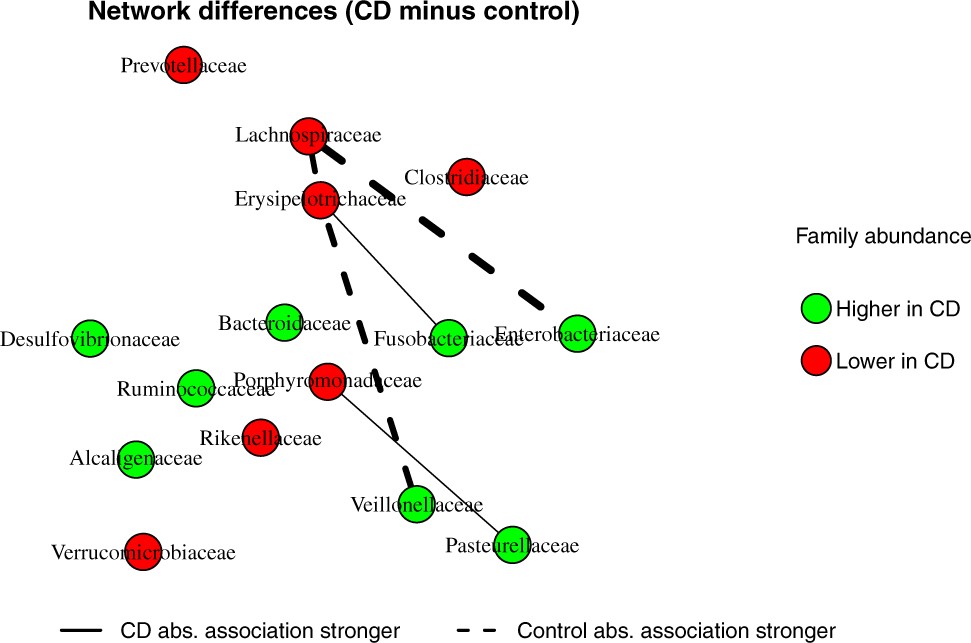 Network differences (CD minus control)
Prevotellaceae
Lachnospiraceae
Clostridiaceae
Erysipelotrichaceae
Family abundance
Higher in CD
Bacteroidaceae
Desulfovibrionaceae
Fusobacteriaceae
Enterobacteriaceae
Lower in CD
Porphyromonadaceae
Ruminococcaceae
Rikenellaceae
Alcaligenaceae
Veillonellaceae
Pasteurellaceae
Verrucomicrobiaceae
CD abs. association stronger
Control abs. association stronger